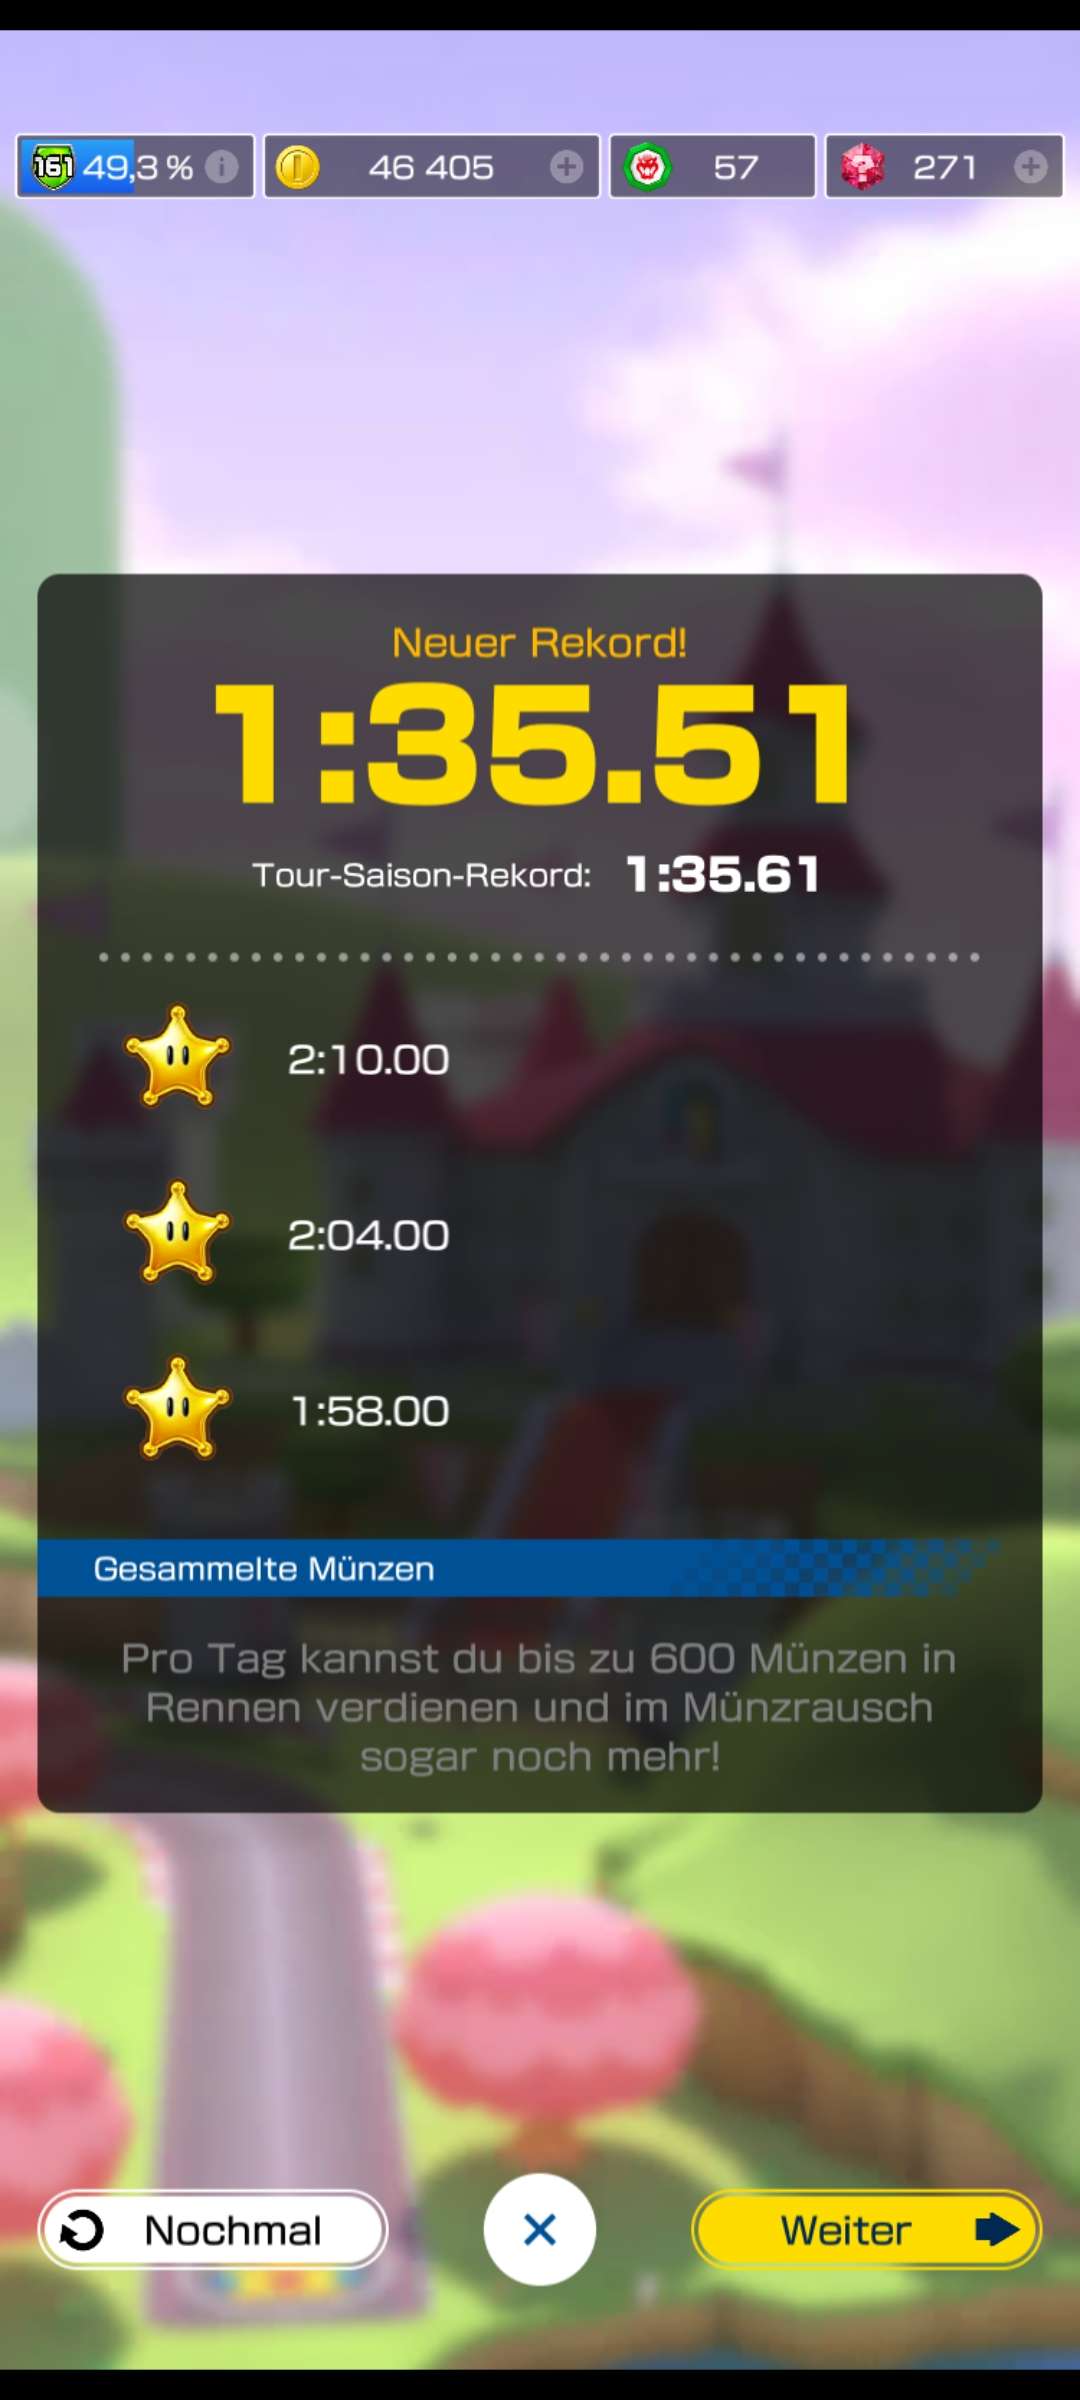 161 49,3 % i 46 405 + 57 ? 271 +
Neuer Rekord!
1:35.51
Tour-Saison-Rekord: 1:35.61
2:10.00
2:04.00
1:58.00
Gesammelte Münzen
Pro Tag kannst du bis zu 600 Münzen in
Rennen verdienen und im Münzrausch
sogar noch mehr!
Nochmal × Weiter